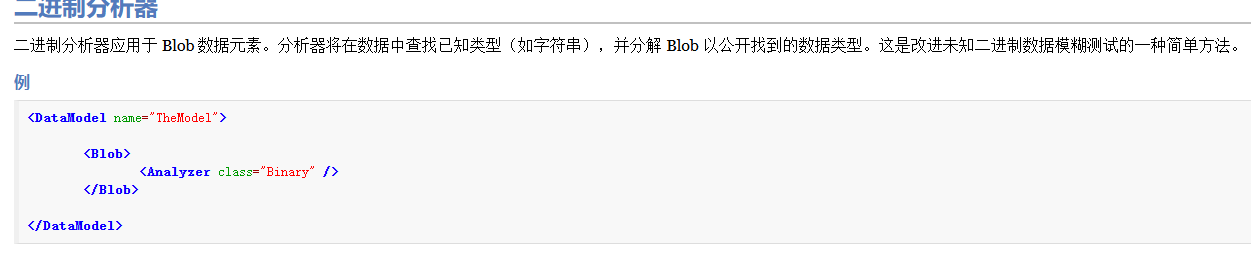 二进制分析器
二进制分析器应用于 Blob 数据元素。分析器将在数据中查找已知类型（如字符串），并分解 Blob 以公开找到的数据类型。这是改进未知二进制数据模糊测试的一种简单方法。
例
<DataModel name="TheModel">
<Blob>
<Analyzer class="Binary" />
</Blob>
</DataModel>